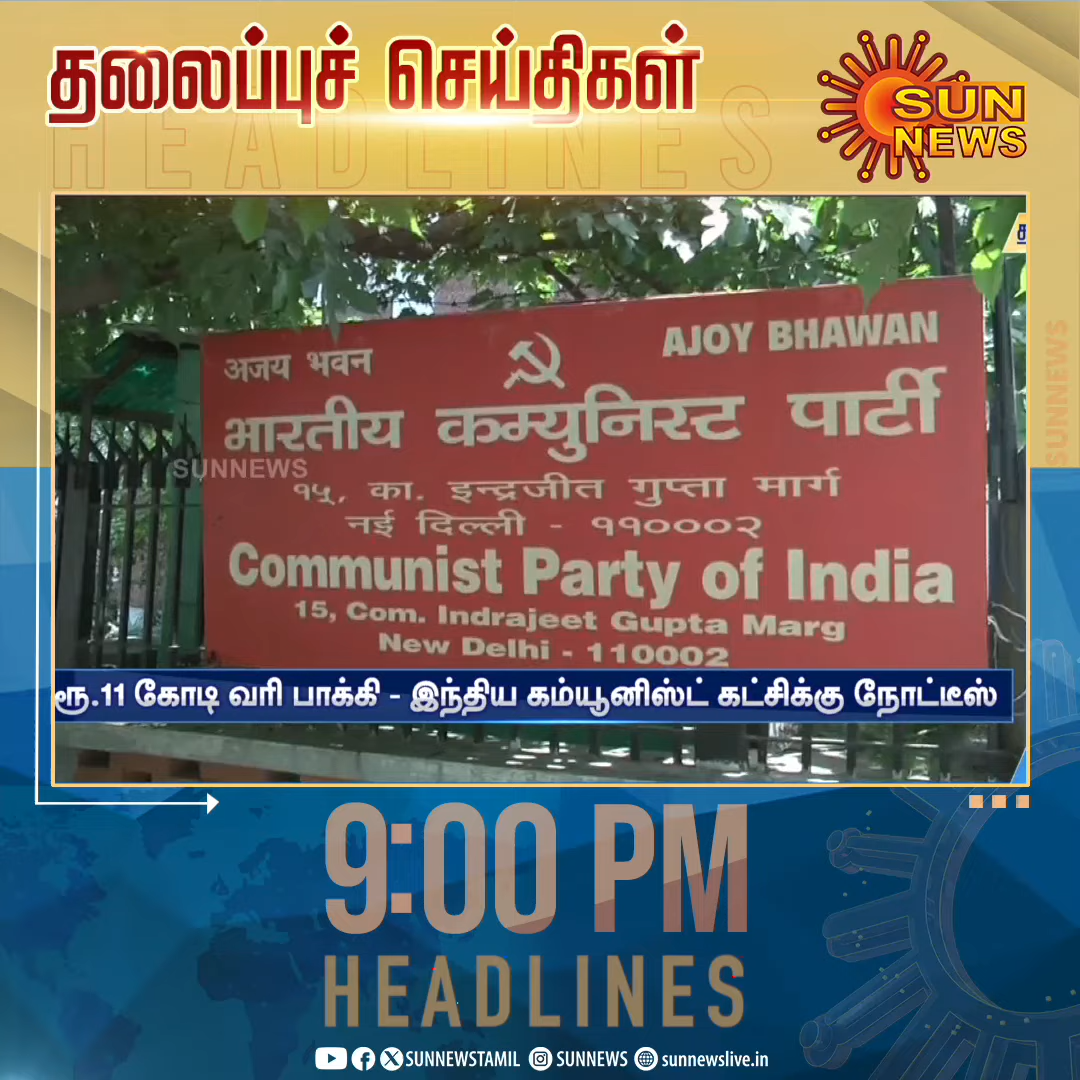 தலைப்புச் செய்திகள்
HEADLINES
SUN
NEWS
अजय भवन
AJOY BHAWAN
भारतीय कम्युनिस्ट पार्टी
SUNNEWS
१५, का. इन्द्रजीत गुप्ता मार्ग
नई दिल्ली - ११०००२
Communist Party of India
15, Com. Indrajeet Gupta Marg
New Delhi - 110002
SUNNEWS
ரூ.11 கோடி வரி பாக்கி - இந்திய கம்யூனிஸ்ட் கட்சிக்கு நோட்டீஸ்
9:00 PM
HEADLINES
SUNNEWSTAMIL SUNNEWS sunnewslive.in